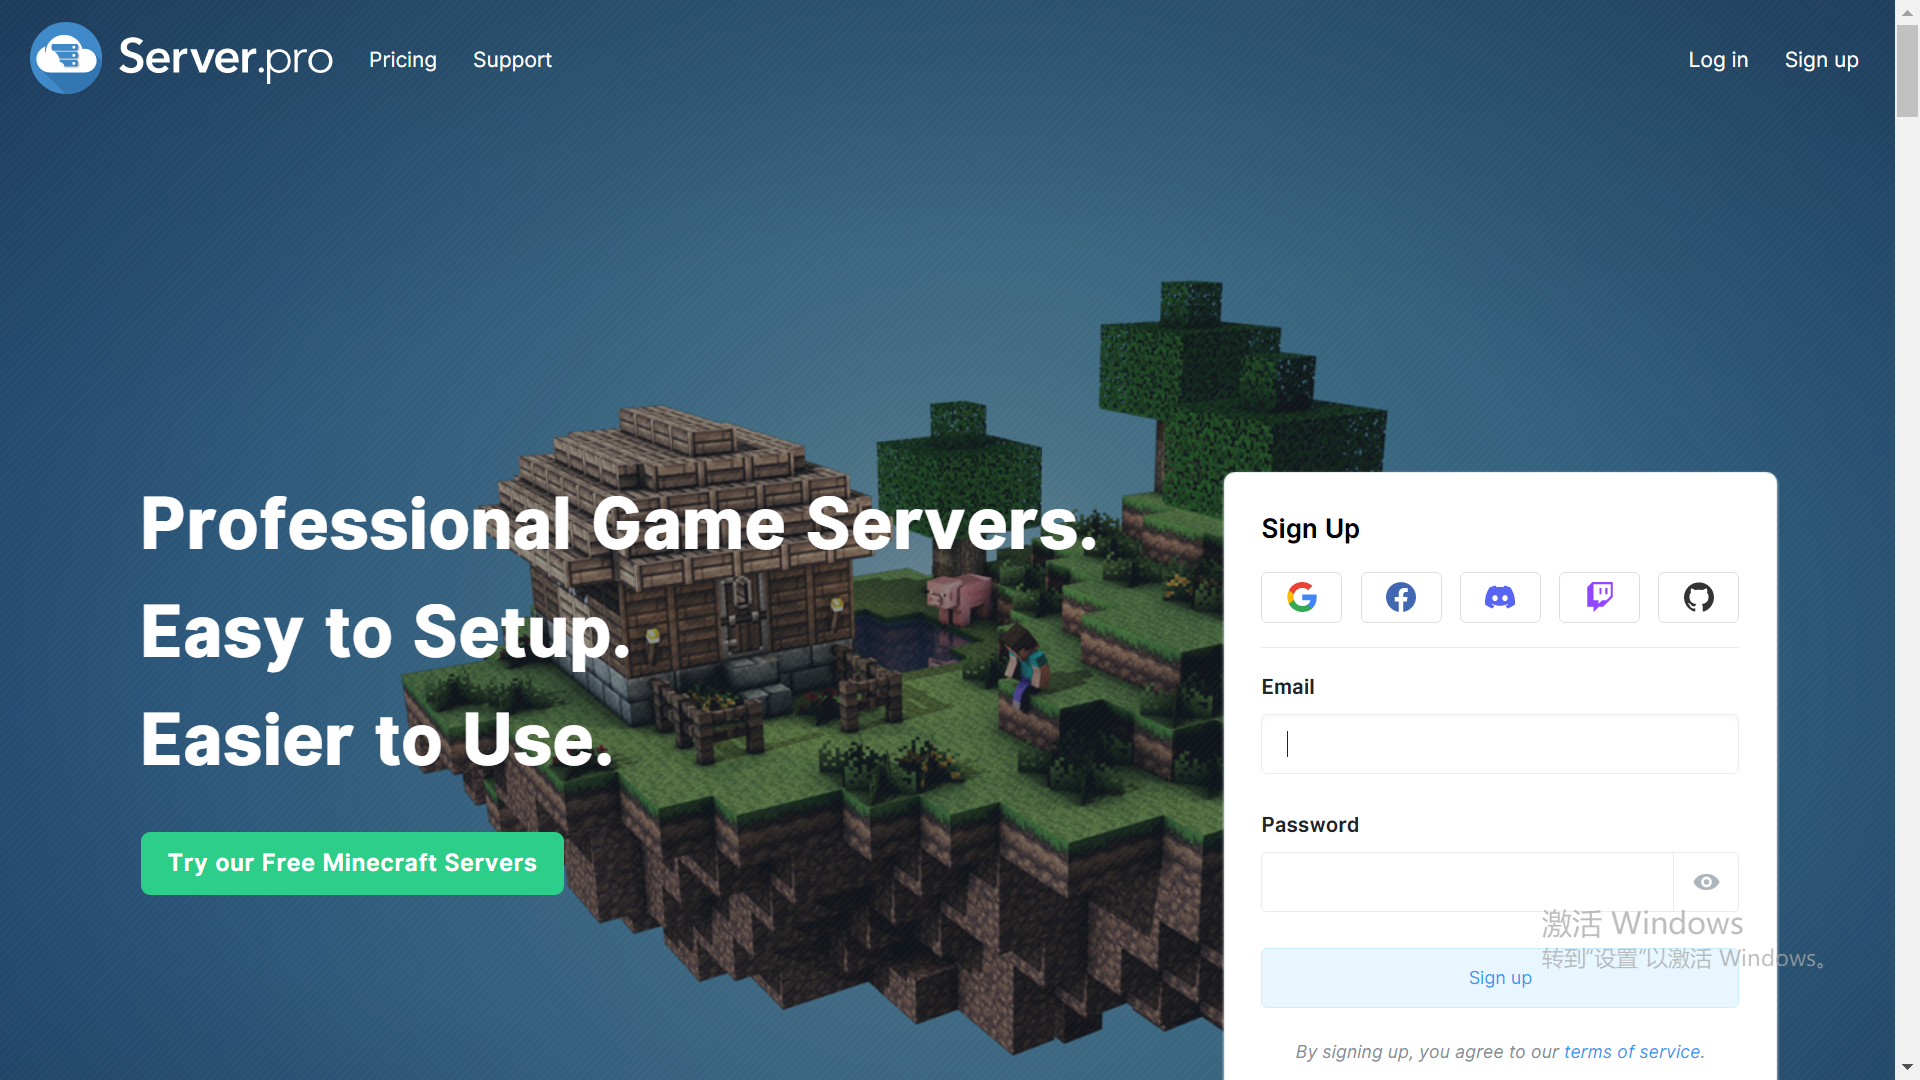 Server.pro
Pricing
Support
Log in
Sign up
Professional Game Servers.
Easy to Setup.
Easier to Use.
Try our Free Minecraft Servers
Sign Up
Email
Password
Sign up
By signing up, you agree to our terms of service.
激活 Windows
转到"设置"以激活 Windows。